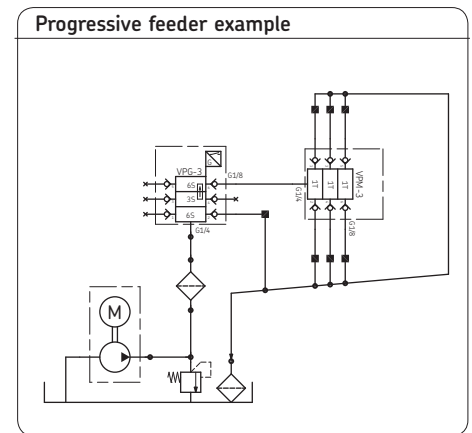 Progressive feeder example
G
VPG-3
G1/8
6S
3S
6S
G1/4
G1/4
1T
1T
1T
VPM-3
G1/8
M